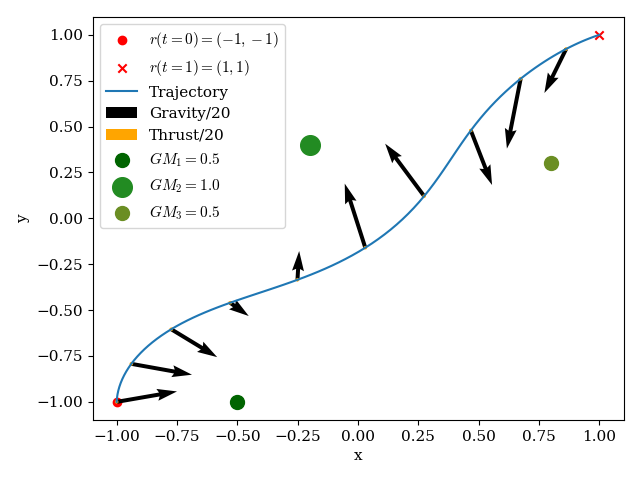 r(t = 0) = (−1, −1)
r(t = 1) = (1, 1)
Trajectory
Gravity/20
Thrust/20
GM₁ = 0.5
GM₂ = 1.0
GM₃ = 0.5
1.00
0.75
0.50
0.25
0.00
−0.25
−0.50
−0.75
−1.00
y
−1.00 −0.75 −0.50 −0.25 0.00 0.25 0.50 0.75 1.00
x